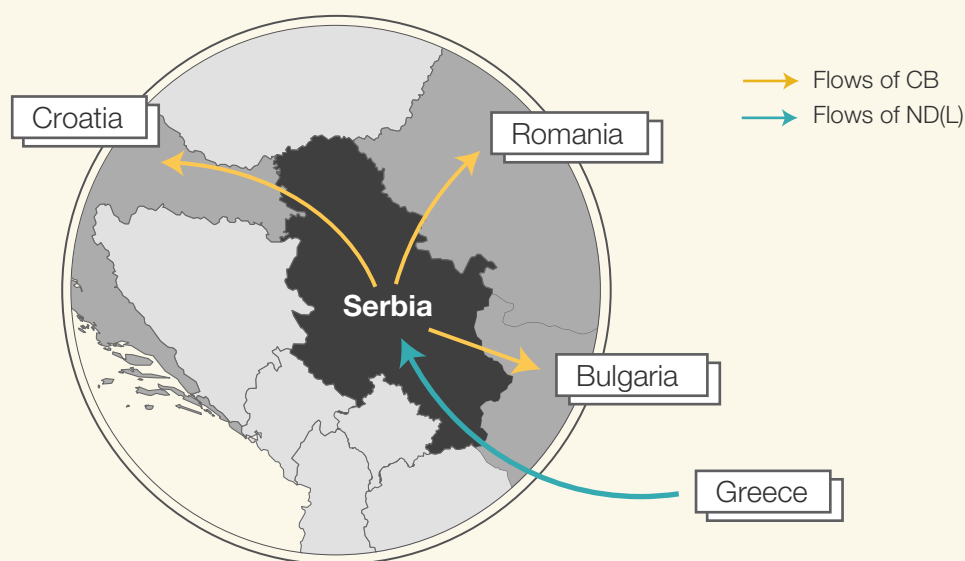 Flows of CB
Flows of ND(L)
Croatia
Romania
Serbia
Bulgaria
Greece